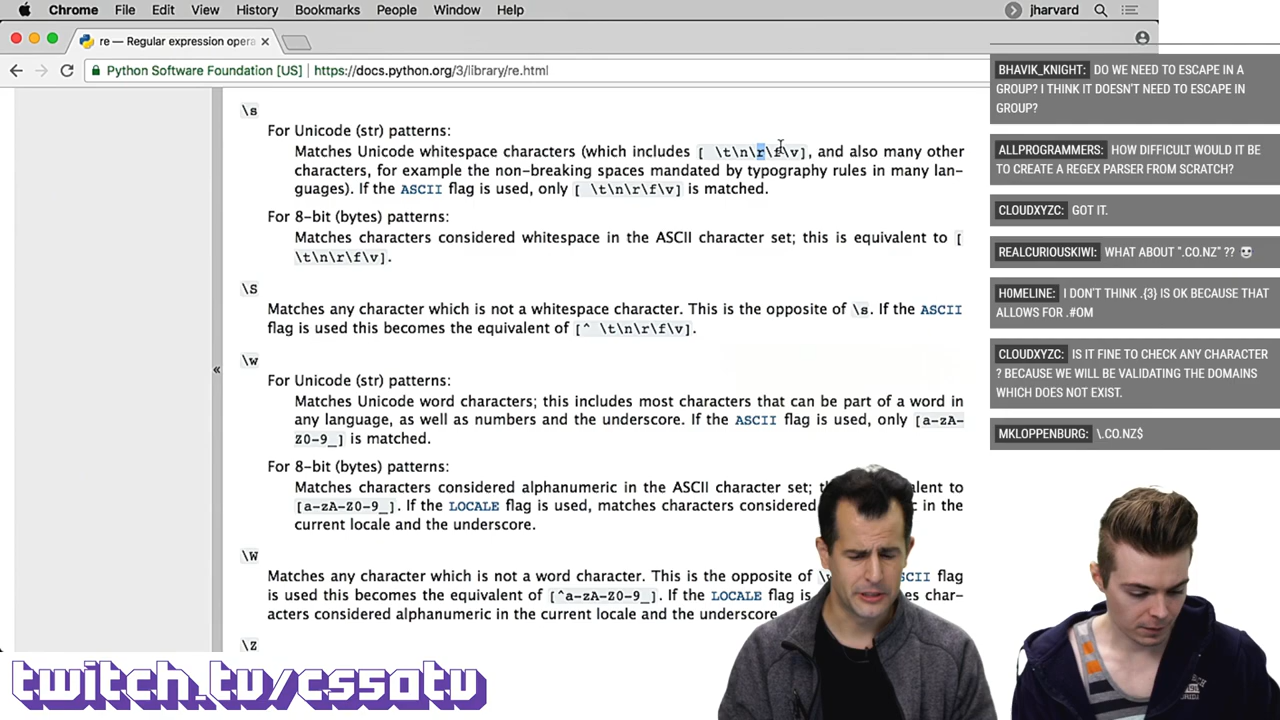 Chrome File Edit View History Bookmarks People Window Help jharvard
re — Regular expression opera ×
Python Software Foundation [US] https://docs.python.org/3/library/re.html
\s
For Unicode (str) patterns:
Matches Unicode whitespace characters (which includes [ \t\n\r\f\v], and also many other
characters, for example the non-breaking spaces mandated by typography rules in many lan-
guages). If the ASCII flag is used, only [ \t\n\r\f\v] is matched.
For 8-bit (bytes) patterns:
Matches characters considered whitespace in the ASCII character set; this is equivalent to [
\t\n\r\f\v].
\S
Matches any character which is not a whitespace character. This is the opposite of \s. If the ASCII
flag is used this becomes the equivalent of [^ \t\n\r\f\v].
«
\w
For Unicode (str) patterns:
Matches Unicode word characters; this includes most characters that can be part of a word in
any language, as well as numbers and the underscore. If the ASCII flag is used, only [a-zA-
Z0-9_] is matched.
For 8-bit (bytes) patterns:
Matches characters considered alphanumeric in the ASCII character set; to
[a-zA-Z0-9_]. If the LOCALE flag is used, matches characters considered in the
current locale and the underscore.
\W
Matches any character which is not a word character. This is the opposite of flag
is used this becomes the equivalent of [^a-zA-Z0-9_]. If the LOCALE flag is char-
acters considered alphanumeric in the current locale and the underscore.
\Z
BHAVIK_KNIGHT: DO WE NEED TO ESCAPE IN A
GROUP? I THINK IT DOESN'T NEED TO ESCAPE IN
GROUP?
ALLPROGRAMMERS: HOW DIFFICULT WOULD IT BE
TO CREATE A REGEX PARSER FROM SCRATCH?
CLOUDXYZC: GOT IT.
REALCURIOUSKIWI: WHAT ABOUT ".CO.NZ" ??
H0MELINE: I DON'T THINK .{3} IS OK BECAUSE THAT
ALLOWS FOR .#OM
CLOUDXYZC: IS IT FINE TO CHECK ANY CHARACTER
? BECAUSE WE WILL BE VALIDATING THE DOMAINS
WHICH DOES NOT EXIST.
MKLOPPENBURG: \.CO.NZ$
twitch.tv/cs50tv